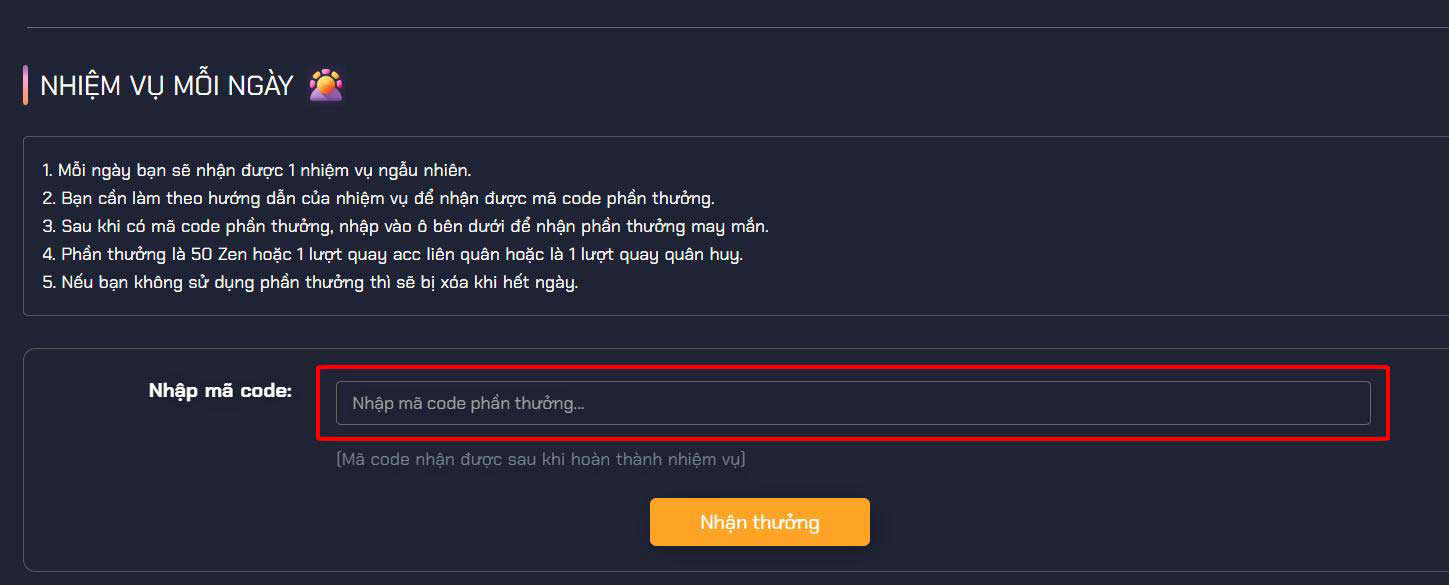 NHIỆM VỤ MỖI NGÀY
1. Mỗi ngày bạn sẽ nhận được 1 nhiệm vụ ngẫu nhiên.
2. Bạn cần làm theo hướng dẫn của nhiệm vụ để nhận được mã code phần thưởng.
3. Sau khi có mã code phần thưởng, nhập vào ô bên dưới để nhận phần thưởng may mắn.
4. Phần thưởng là 50 Zen hoặc 1 lượt quay acc liên quân hoặc là 1 lượt quay quân huy.
5. Nếu bạn không sử dụng phần thưởng thì sẽ bị xóa khi hết ngày.
Nhập mã code:
Nhập mã code phần thưởng...
[Mã code nhận được sau khi hoàn thành nhiệm vụ]
Nhận thưởng